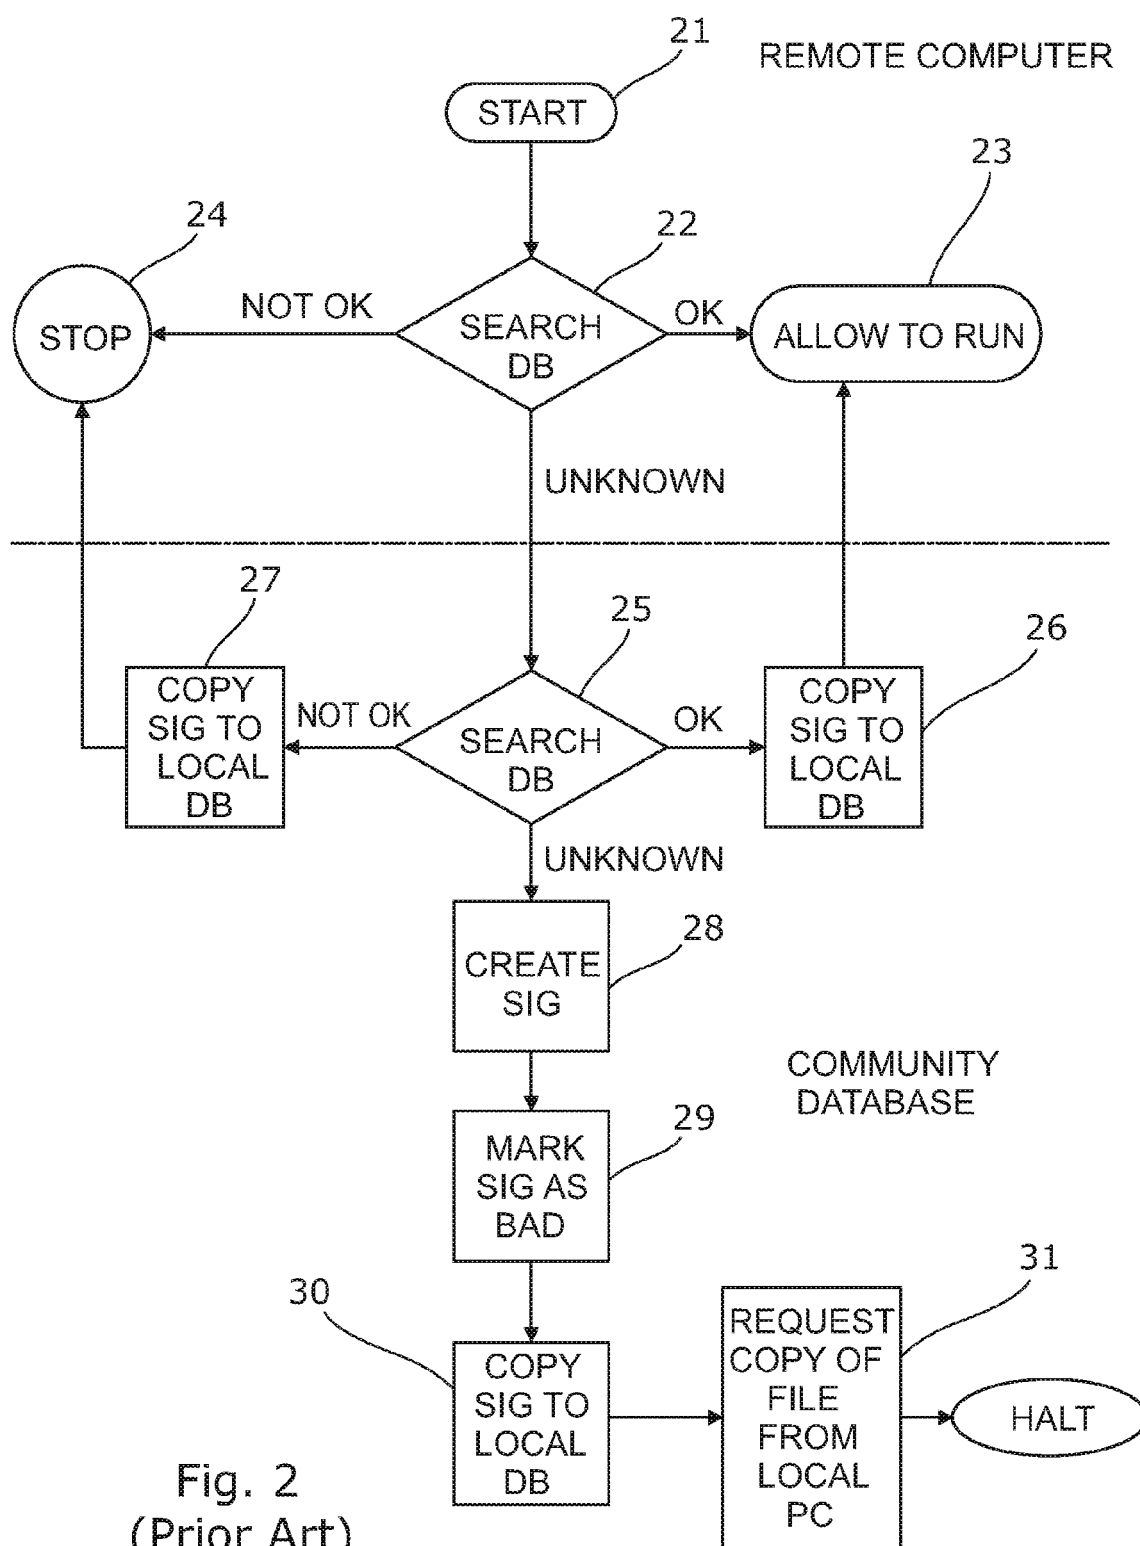 21
REMOTE COMPUTER
START
23
24
22
NOT OK
OK
STOP
SEARCH
DB
ALLOW TO RUN
UNKNOWN
27
25
26
COPY
SIG TO
LOCAL
DB
NOT OK
SEARCH
DB
OK
COPY
SIG TO
LOCAL
DB
UNKNOWN
28
CREATE
SIG
COMMUNITY
DATABASE
29
MARK
SIG AS
BAD
31
30
COPY
SIG TO
LOCAL
DB
REQUEST
COPY OF
FILE
FROM
LOCAL
PC
HALT
Fig. 2
(Prior Art)